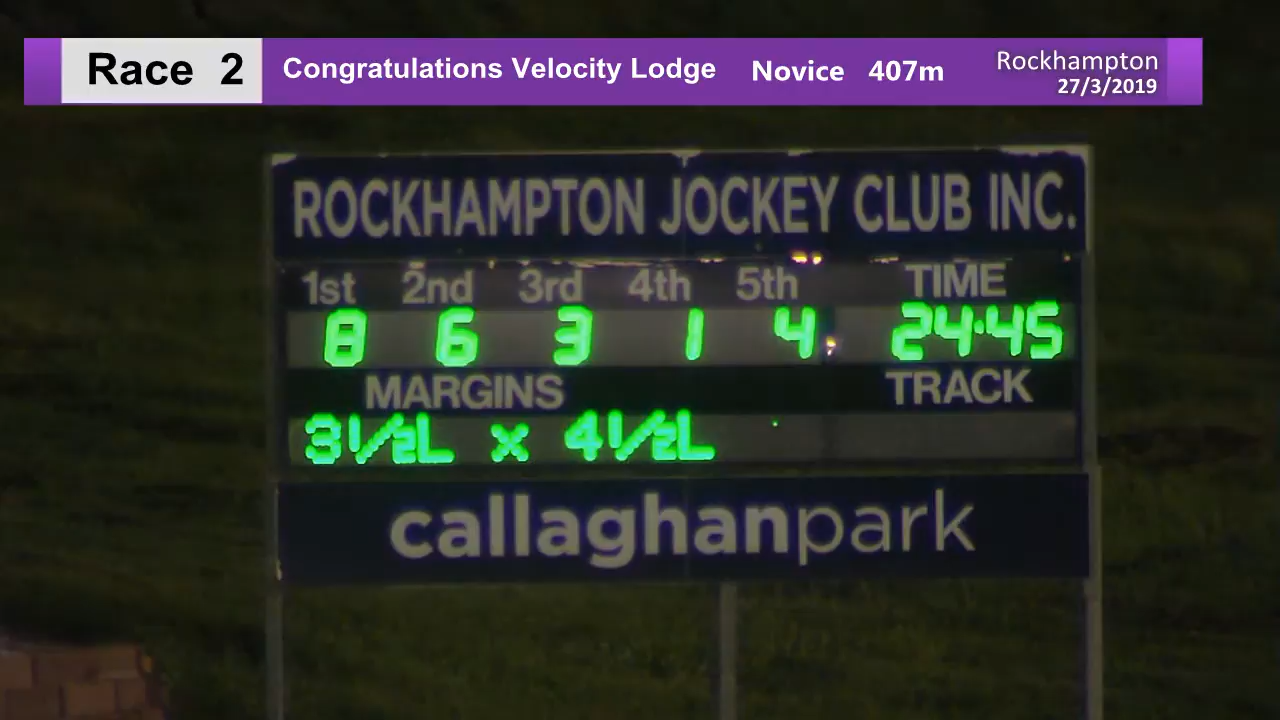 Race 2 Congratulations Velocity Lodge Novice 407m Rockhampton
27/3/2019
ROCKHAMPTON JOCKEY CLUB INC.
1st 2nd 3rd 4th 5th TIME
8 6 3 1 4 24.45
MARGINS TRACK
3½L x 4½L
callaghanpark